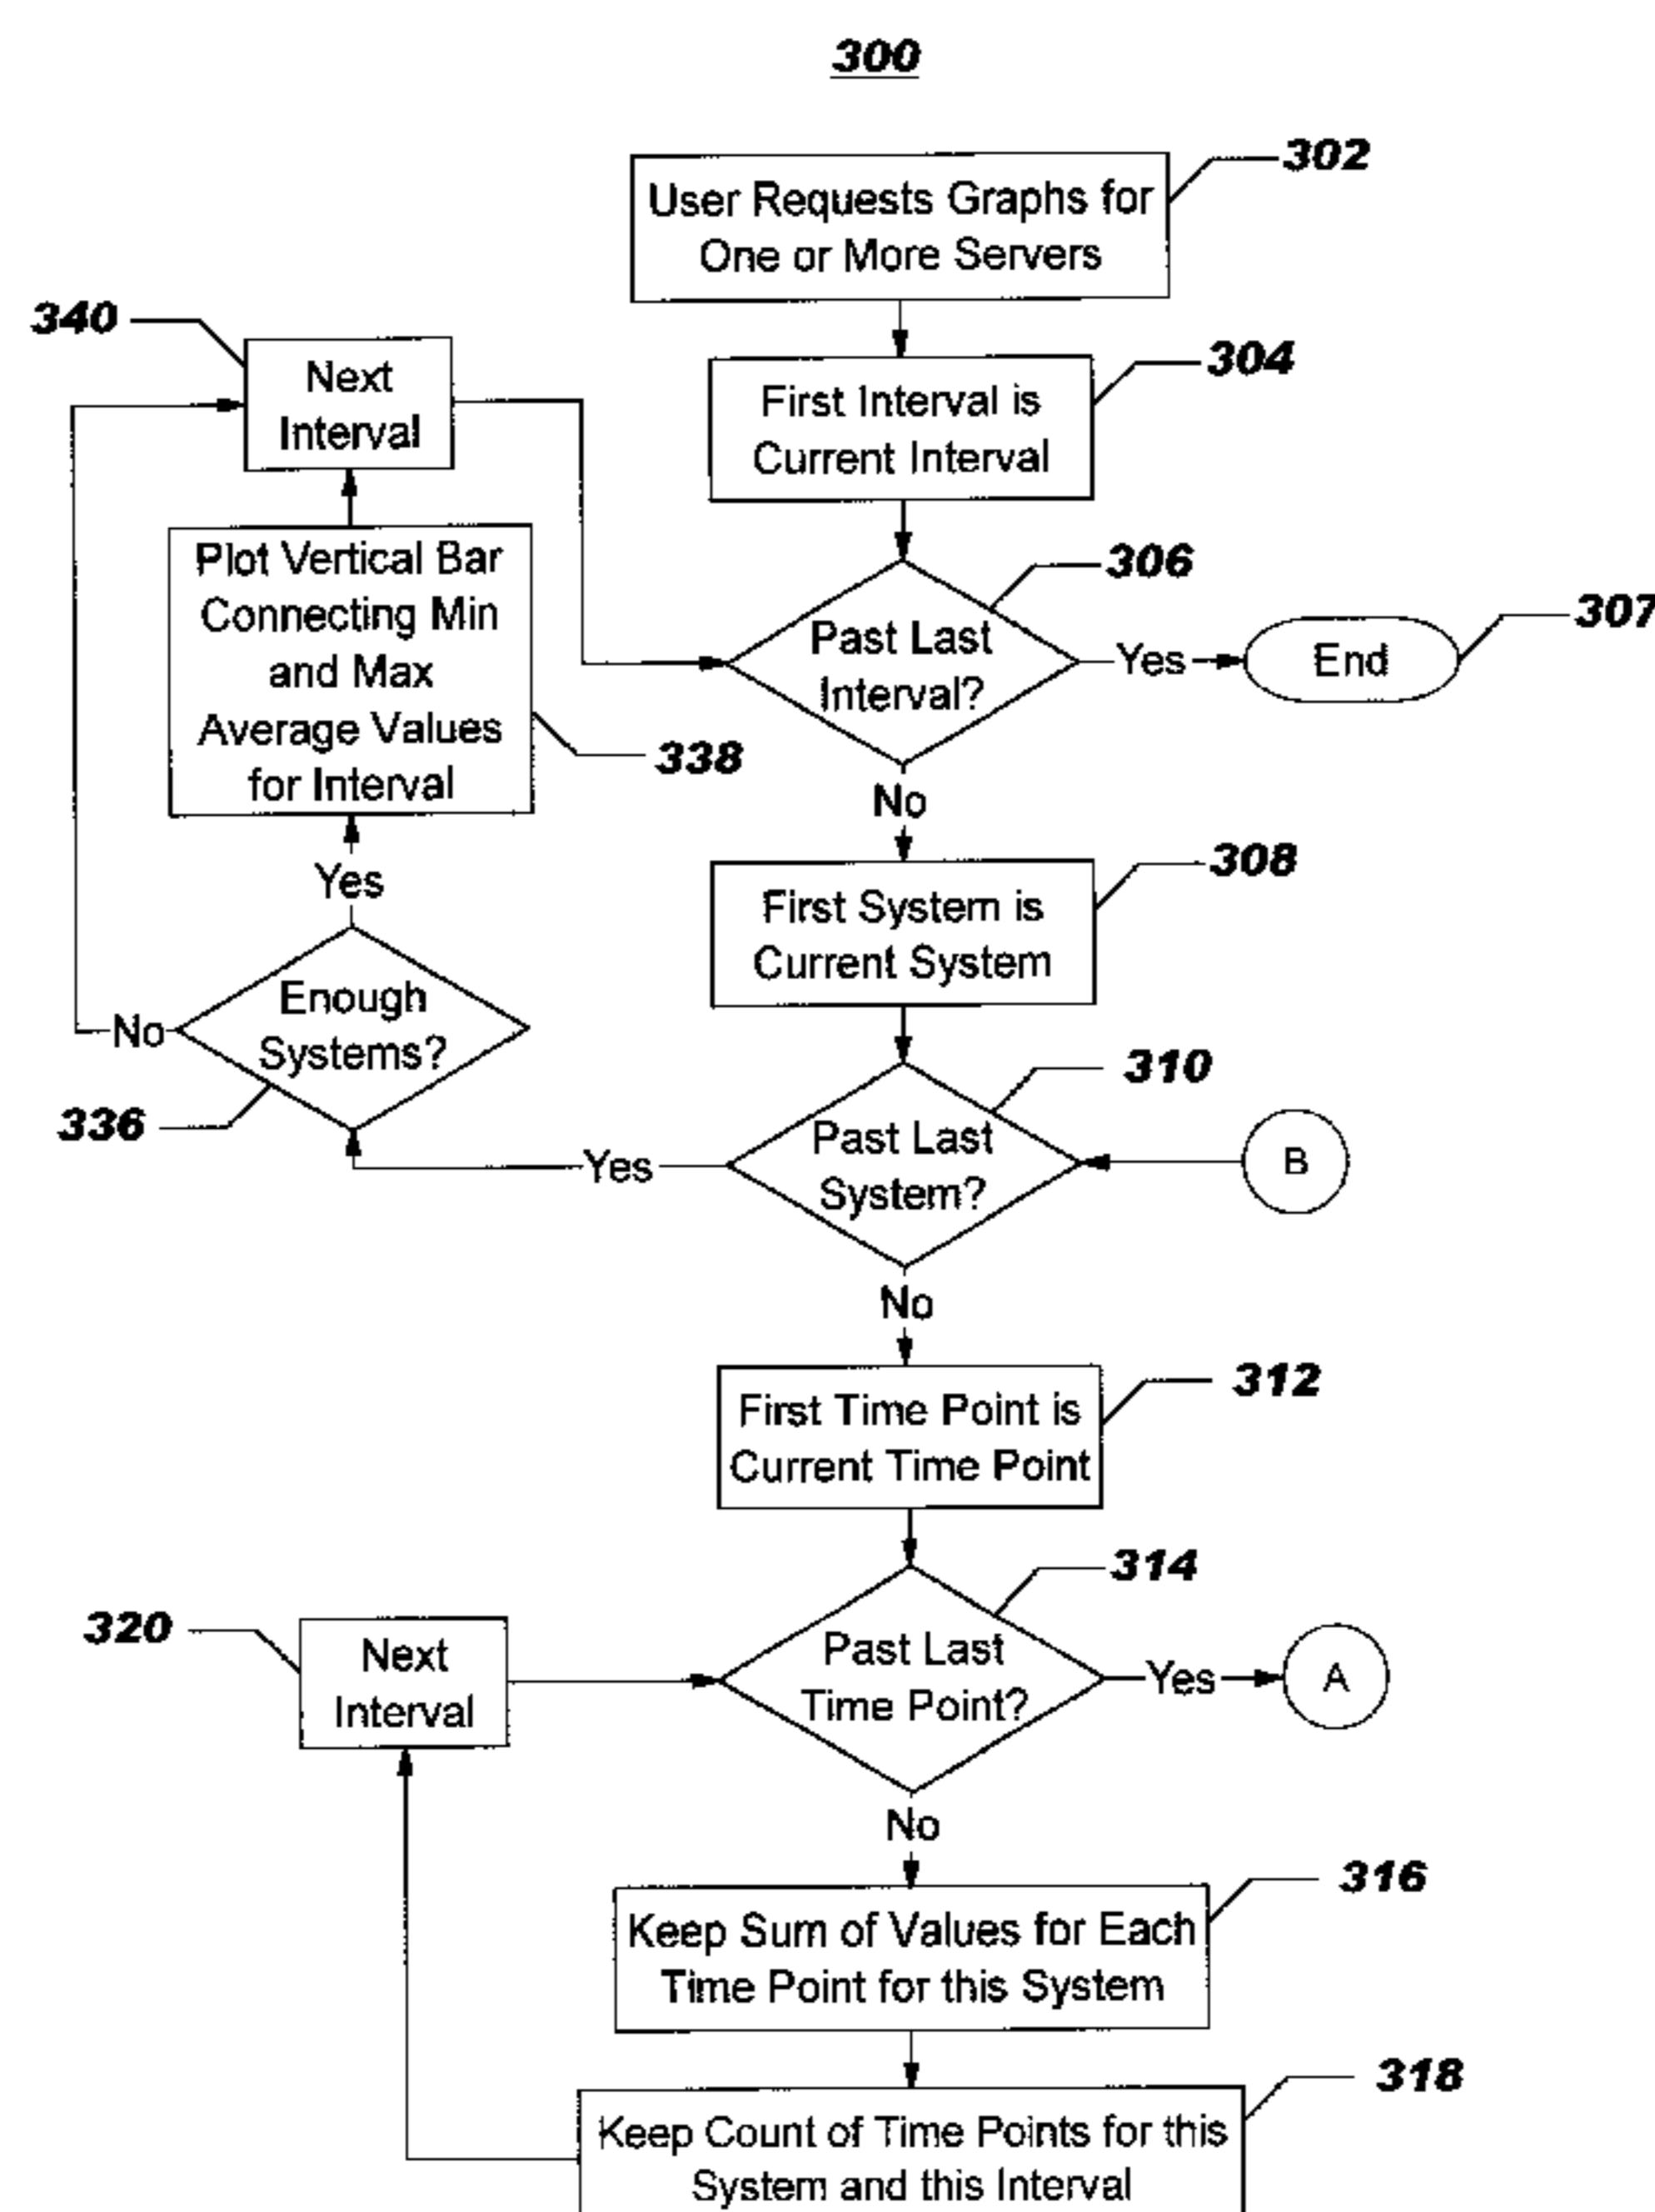 300
302
User Requests Graphs for
One or More Servers
340
Next
Interval
304
First Interval is
Current Interval
Plot Vertical Bar
Connecting Min
and Max
Average Values
for Interval
338
306
Past Last
Interval?
Yes
End
307
No
308
First System is
Current System
Yes
Enough
Systems?
No
336
310
Past Last
System?
Yes
B
No
312
First Time Point is
Current Time Point
314
320
Next
Interval
Past Last
Time Point?
Yes
A
No
316
Keep Sum of Values for Each
Time Point for this System
318
Keep Count of Time Points for this
System and this Interval